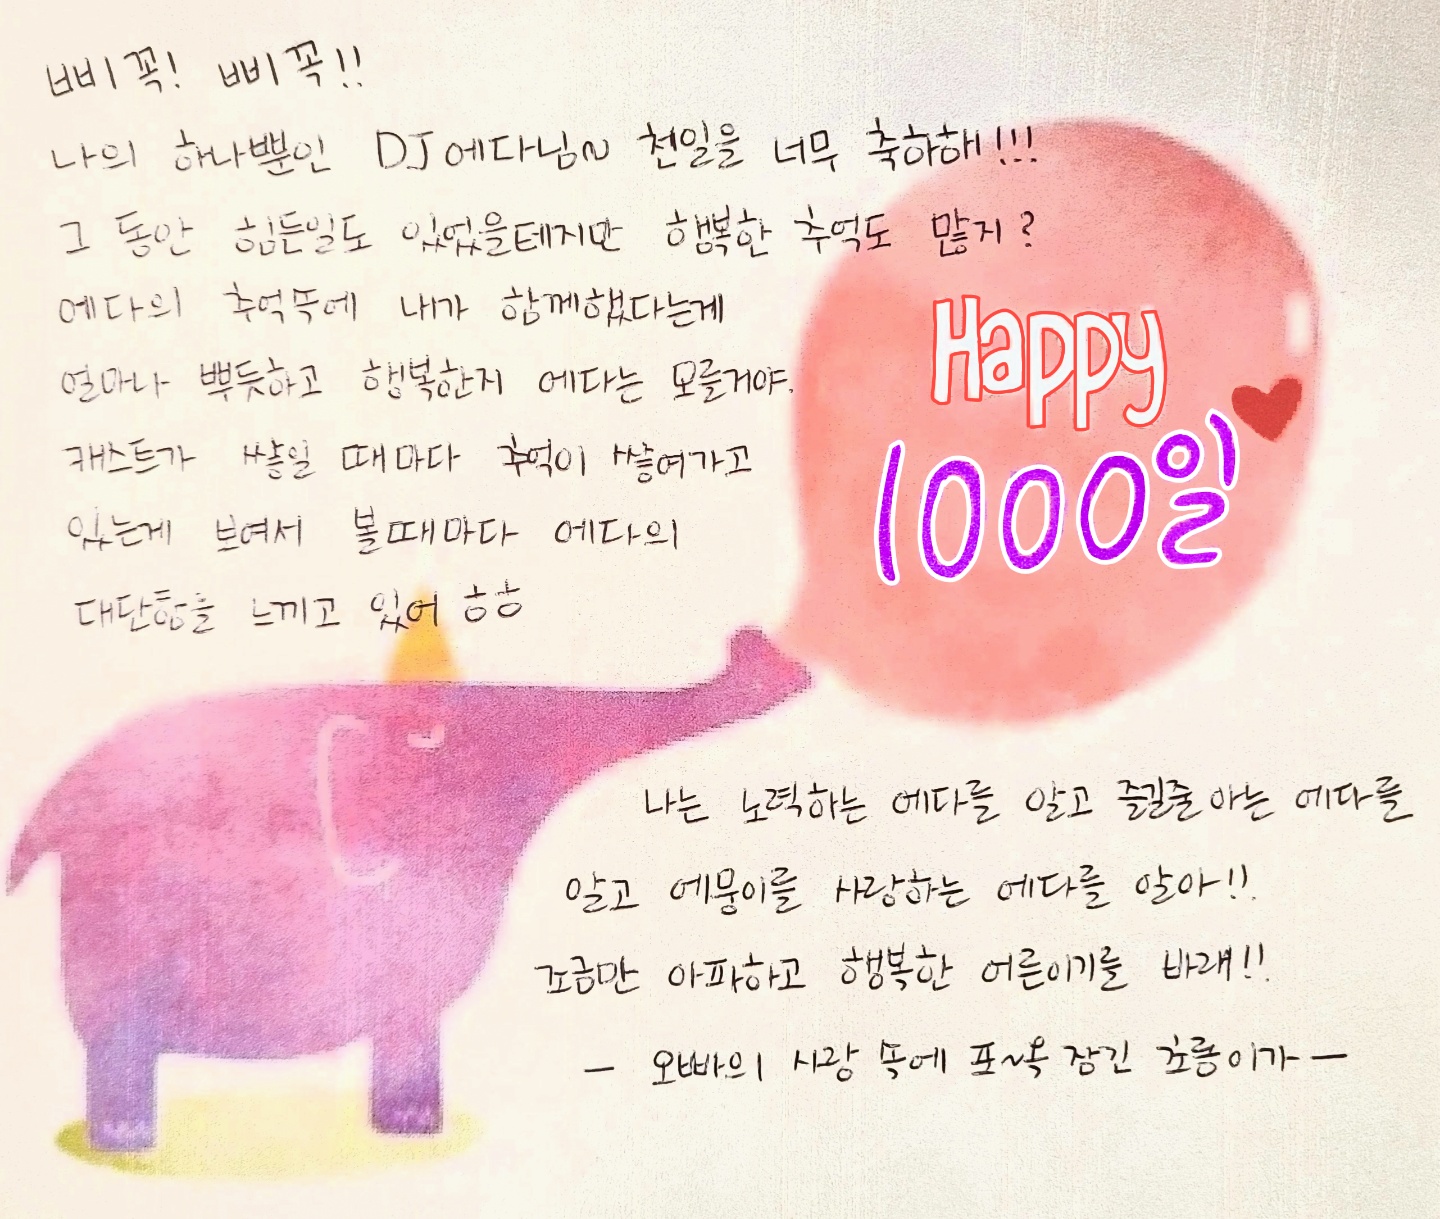 삐꼭! 삐꼭!!
나의 하나뿐인 DJ에다님~ 천일을 너무 축하해!!!
그 동안 힘든일도 있었을테지만 행복한 추억도 많지?
에다의 추억쏙에 내가 함께했다는게
얼마나 뿌듯하고 행복한지 에다는 모를거야.
캐스트가 쌓일 때마다 추억이 쌓여가고
있는게 보여서 볼때마다 에다의
대단함을 느끼고 있어 ㅎㅎ
Happy
1000일
나는 노력하는 에다를 알고 즐길줄아는 에다를
알고 에뭉이를 사랑하는 에다를 알아!!
조금만 아파하고 행복한 어른이기를 바래!!
- 오빠의 사랑 쏙에 포~옥 잠긴 초롱이가 -